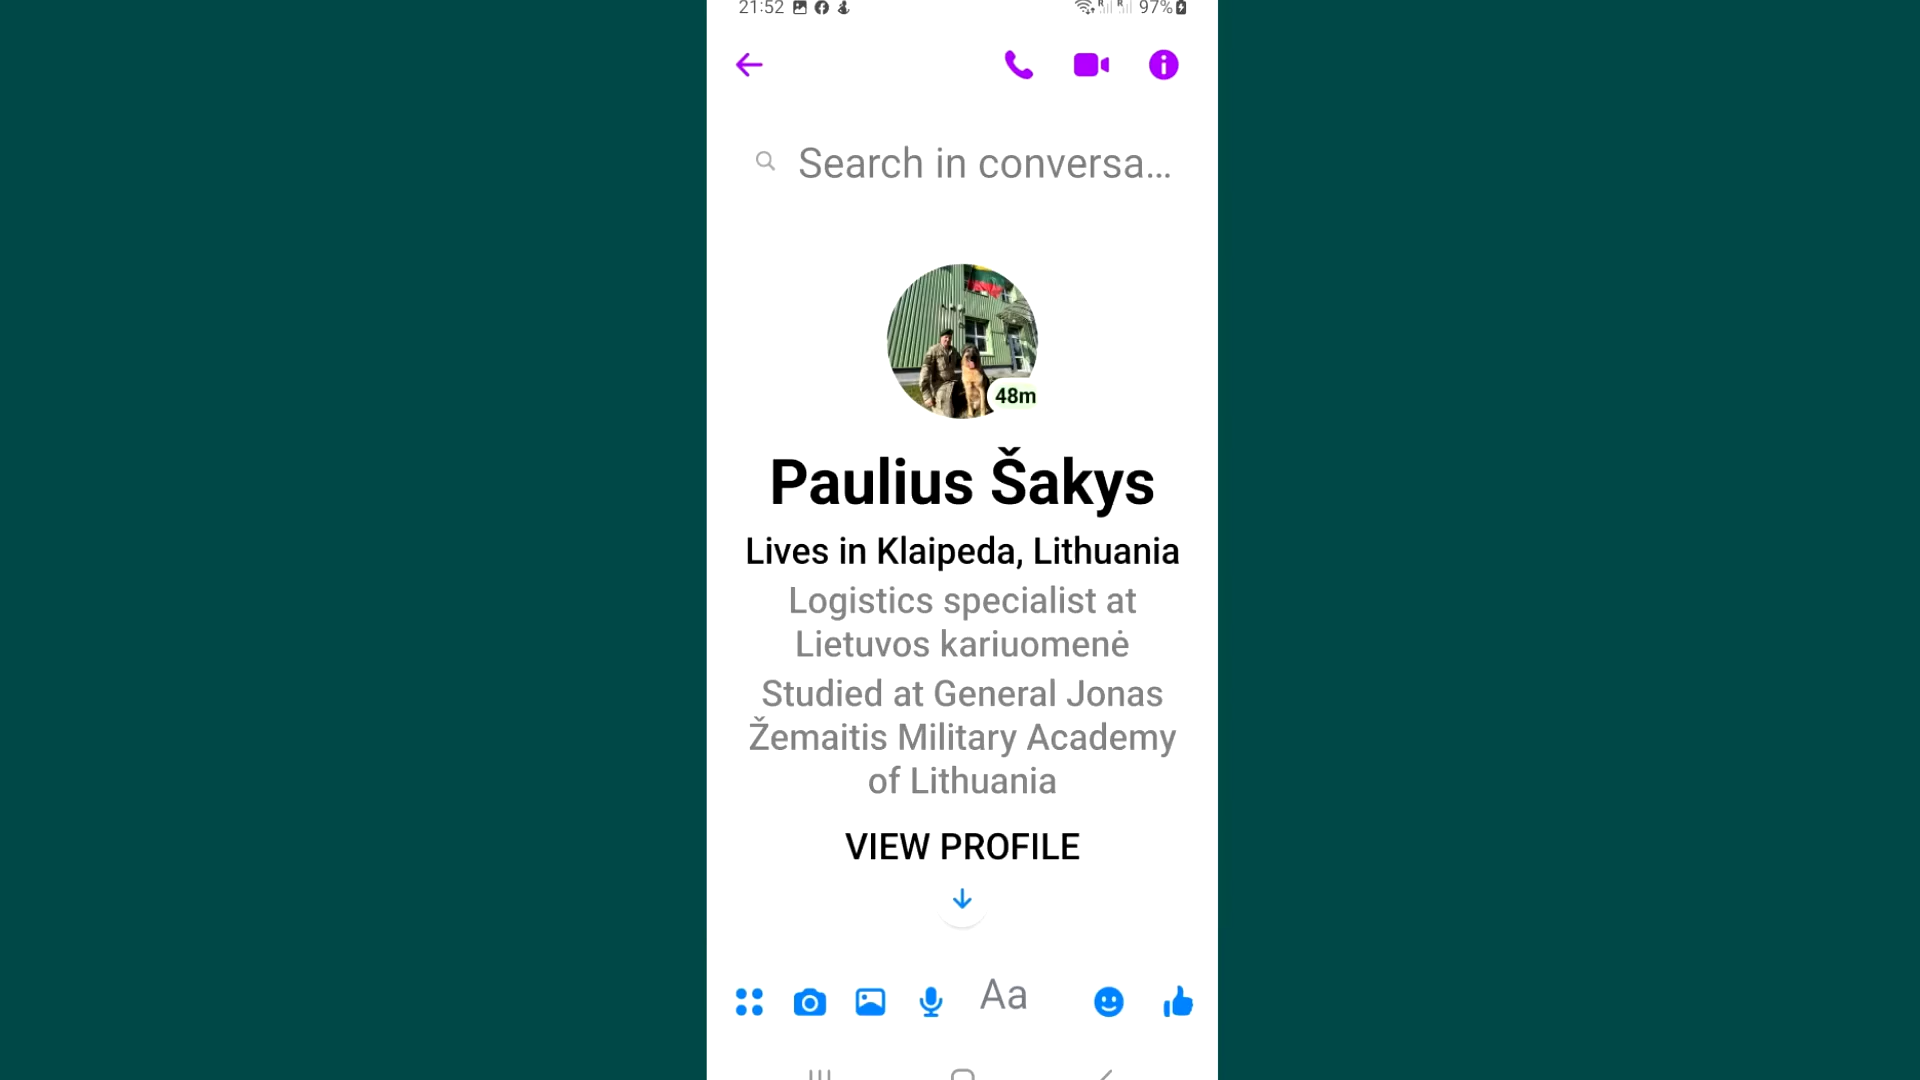 21:52 97%
Search in conversa...
48m
Paulius Šakys
Lives in Klaipeda, Lithuania
Logistics specialist at
Lietuvos kariuomenė
Studied at General Jonas
Žemaitis Military Academy
of Lithuania
VIEW PROFILE
Aa